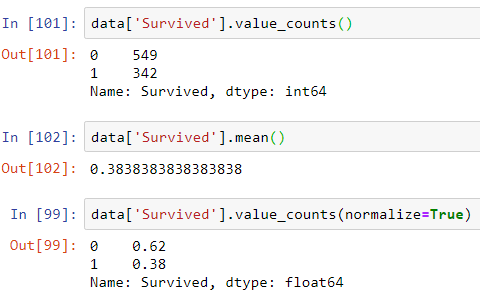 In [101]: data['Survived'].value_counts()
Out[101]: 0    549
1    342
Name: Survived, dtype: int64
In [102]: data['Survived'].mean()
Out[102]: 0.3838383838383838
In [99]: data['Survived'].value_counts(normalize=True)
Out[99]: 0    0.62
1    0.38
Name: Survived, dtype: float64